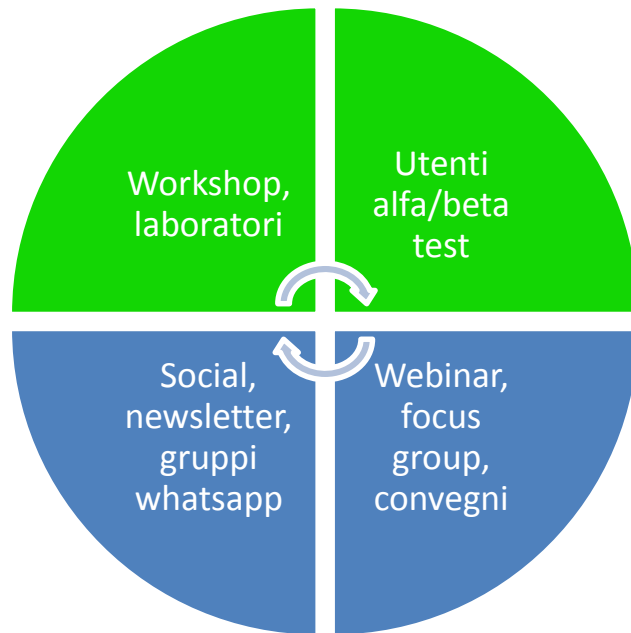 Workshop,
laboratori
Utenti
alfa/beta
test
Social,
newsletter,
gruppi
whatsapp
Webinar,
focus
group,
convegni